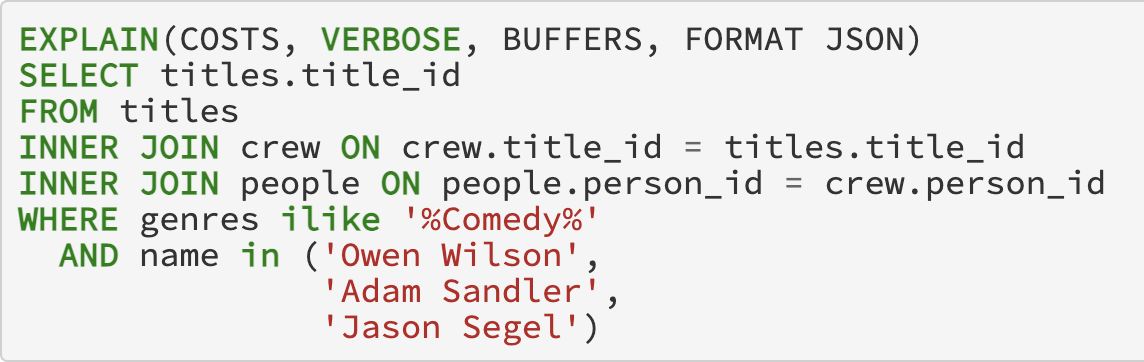 EXPLAIN(COSTS, VERBOSE, BUFFERS, FORMAT JSON)
SELECT titles.title_id
FROM titles
INNER JOIN crew ON crew.title_id = titles.title_id
INNER JOIN people ON people.person_id = crew.person_id
WHERE genres ilike '%Comedy%'
  AND name in ('Owen Wilson',
               'Adam Sandler',
               'Jason Segel')